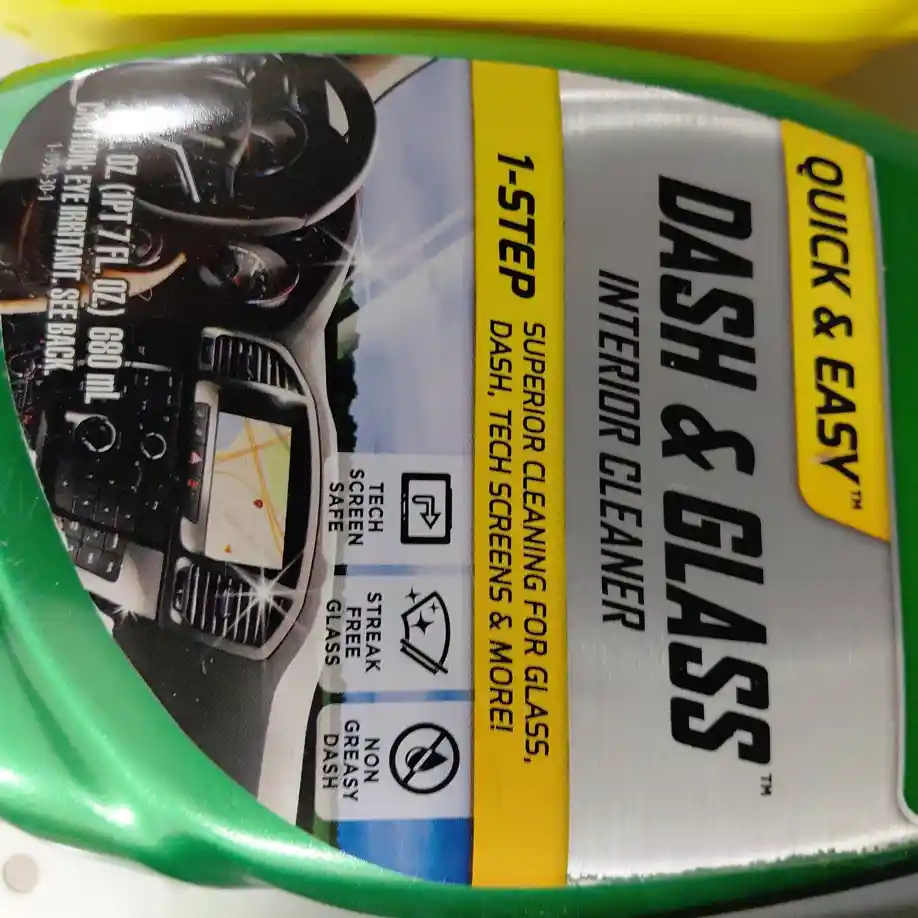 QUICK & EASY™
DASH & GLASS™
INTERIOR CLEANER
1-STEP
SUPERIOR CLEANING FOR GLASS,
DASH, TECH SCREENS & MORE!
TECH
SCREEN
SAFE
STREAK
FREE
GLASS
NON
GREASY
DASH
OZ (1PT 7 FL. OZ.) 680 mL
CAUTION: EYE IRRITANT. SEE BACK.